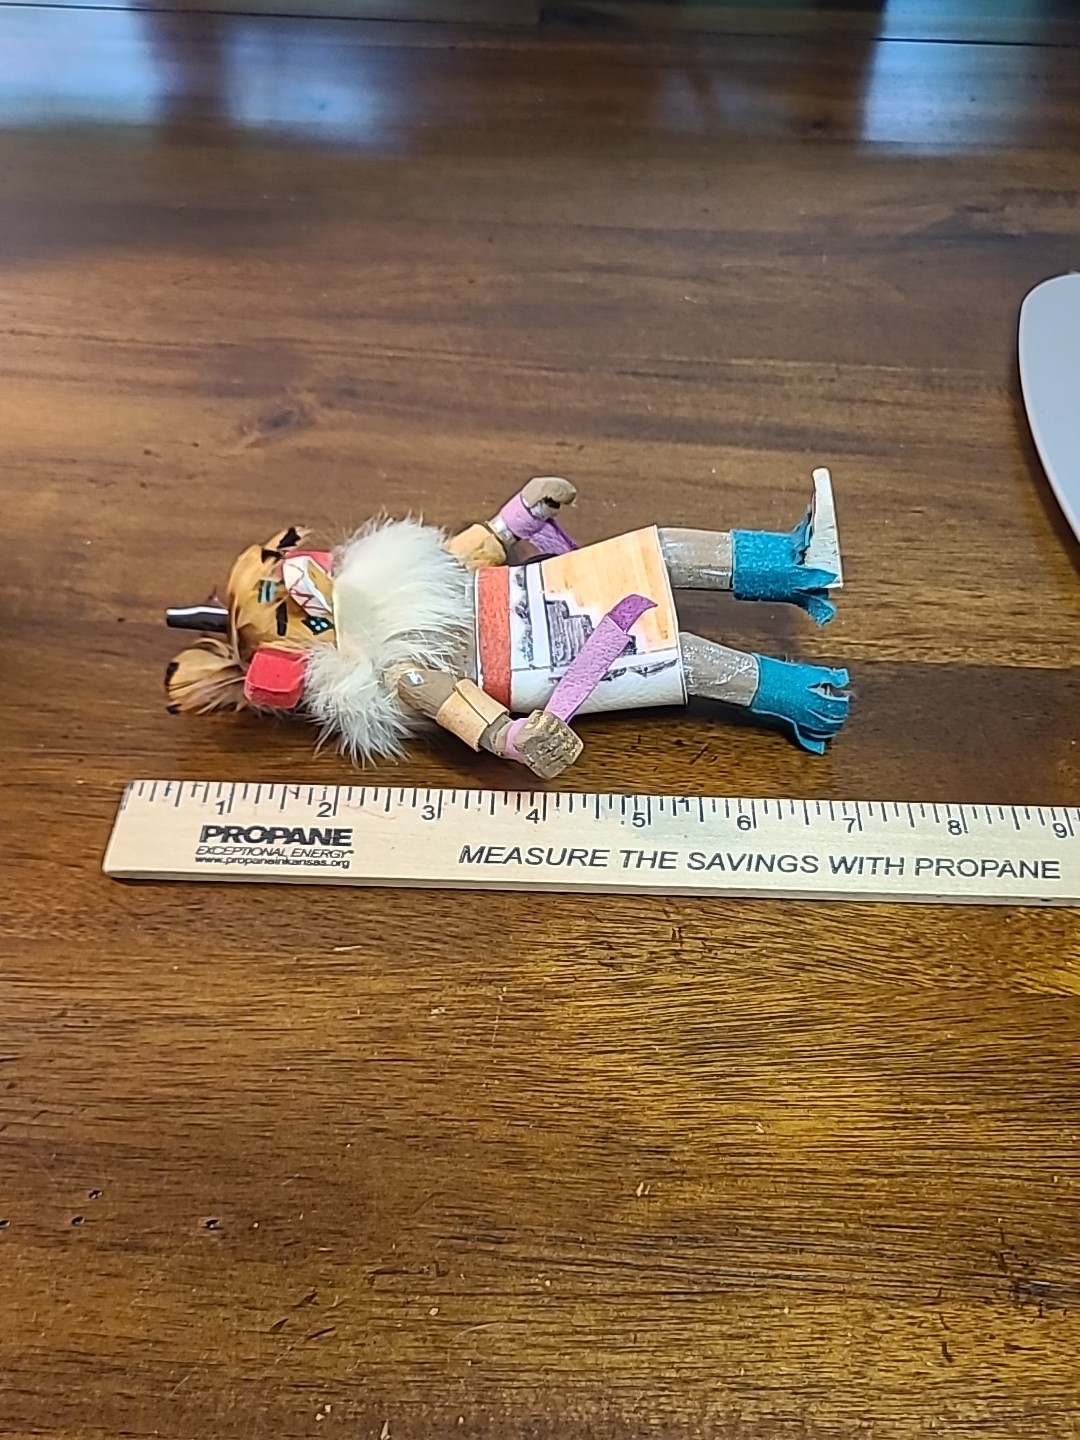 1 2 3 4 5 6 7 8 9
PROPANE
EXCEPTIONAL ENERGY®
www.propaneinkansas.org
MEASURE THE SAVINGS WITH PROPANE